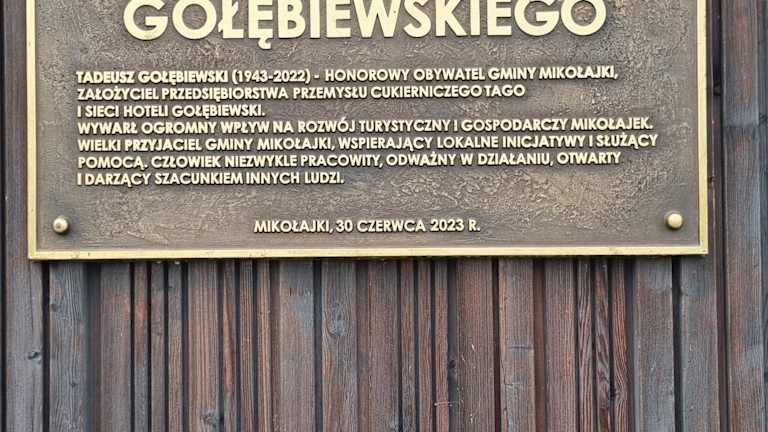 GOŁĘBIEWSKIEGO
TADEUSZ GOŁĘBIEWSKI (1943-2022) - HONOROWY OBYWATEL GMINY MIKOŁAJKI,
ZAŁOŻYCIEL PRZEDSIĘBIORSTWA PRZEMYSŁU CUKIERNICZEGO TAGO
I SIECI HOTELI GOŁĘBIEWSKI.
WYWARŁ OGROMNY WPŁYW NA ROZWÓJ TURYSTYCZNY I GOSPODARCZY MIKOŁAJEK.
WIELKI PRZYJACIEL GMINY MIKOŁAJKI, WSPIERAJĄCY LOKALNE INICJATYWY I SŁUŻĄCY
POMOCĄ. CZŁOWIEK NIEZWYKLE PRACOWITY, ODWAŻNY W DZIAŁANIU, OTWARTY
I DARZĄCY SZACUNKIEM INNYCH LUDZI.
MIKOŁAJKI, 30 CZERWCA 2023 R.